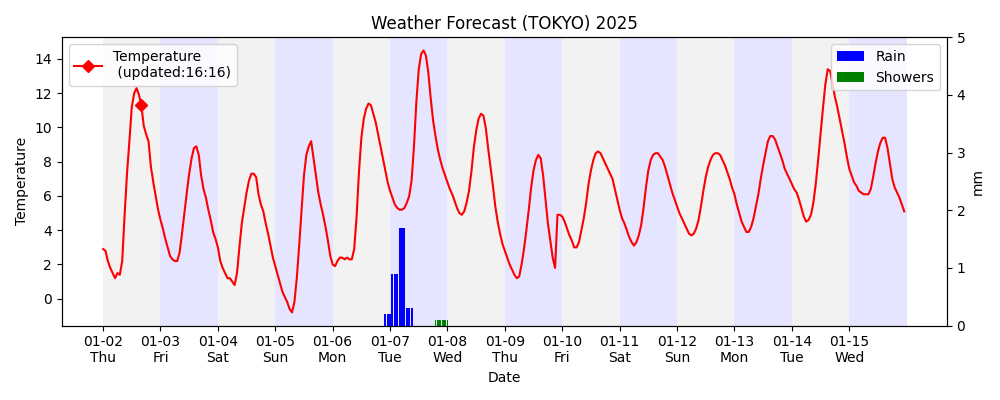 Weather Forecast (TOKYO) 2025
Temperature
(updated:16:16)
Rain
Showers
14
12
10
8
6
4
2
0
Temperature
5
4
3
2
1
0
mm
01-02 01-03 01-04 01-05 01-06 01-07 01-08 01-09 01-10 01-11 01-12 01-13 01-14 01-15
Thu Fri Sat Sun Mon Tue Wed Thu Fri Sat Sun Mon Tue Wed
Date